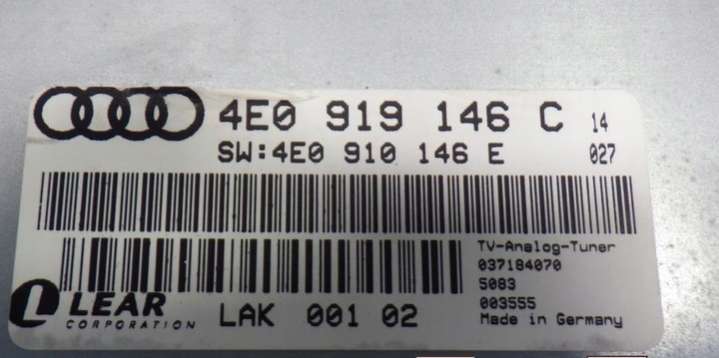 4E0 919 146 C 14
SW:4E0 910 146 E 027
TV-Analog-Tuner
037184070
5083
003555
Made in Germany
LEAR
CORPORATION
LAK 001 02